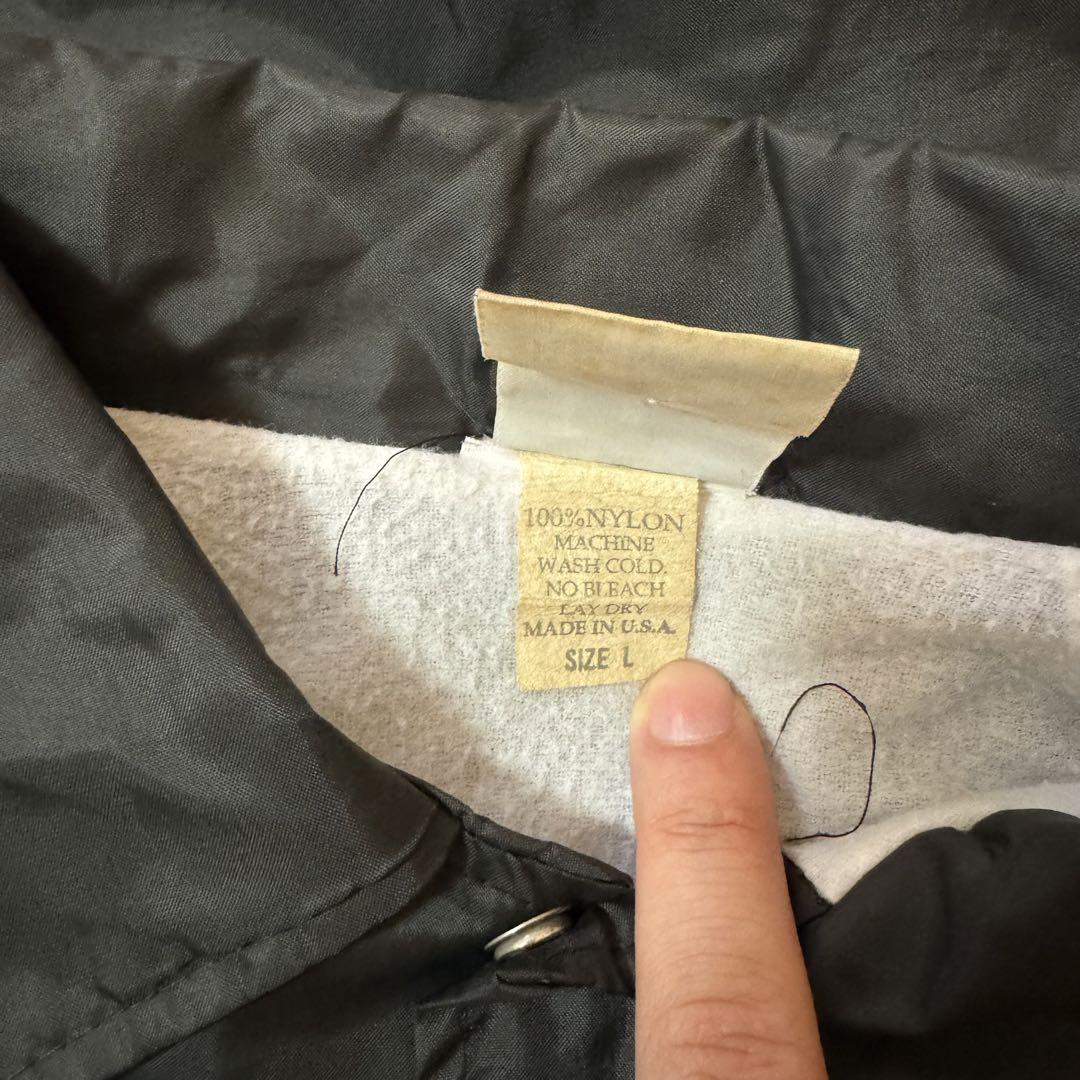 100%NYLON
MACHINE
WASH COLD.
NO BLEACH
LAY DRY
MADE IN U.S.A.
SIZE L